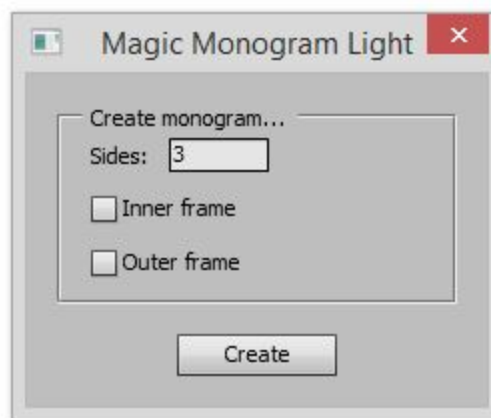 Magic Monogram Light
Create monogram...
Sides: 3
Inner frame
Outer frame
Create